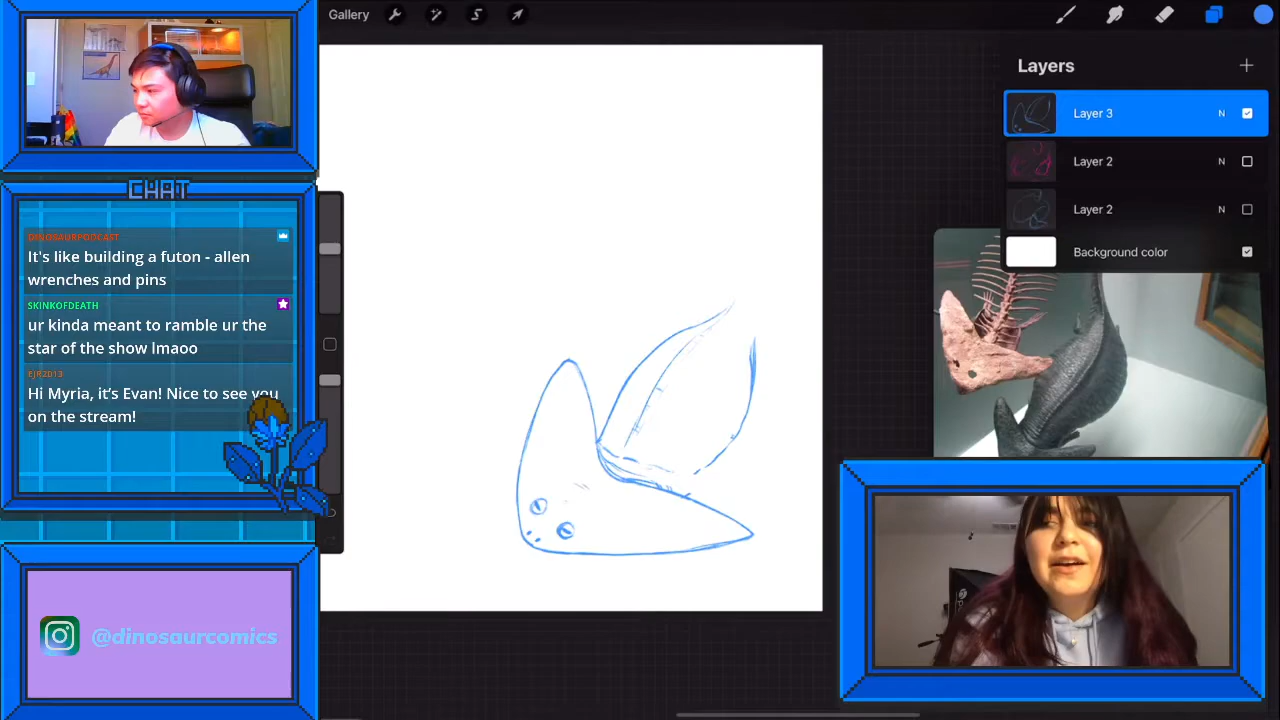 Gallery
Layers
Layer 3
N
Layer 2
N
Layer 2
N
Background color
CHAT
DINOSAURPODCAST
It's like building a futon - allen
wrenches and pins
SKINKOFDEATH
ur kinda meant to ramble ur the
star of the show lmaoo
EJR2013
Hi Myria, it's Evan! Nice to see you
on the stream!
@dinosaurcomics